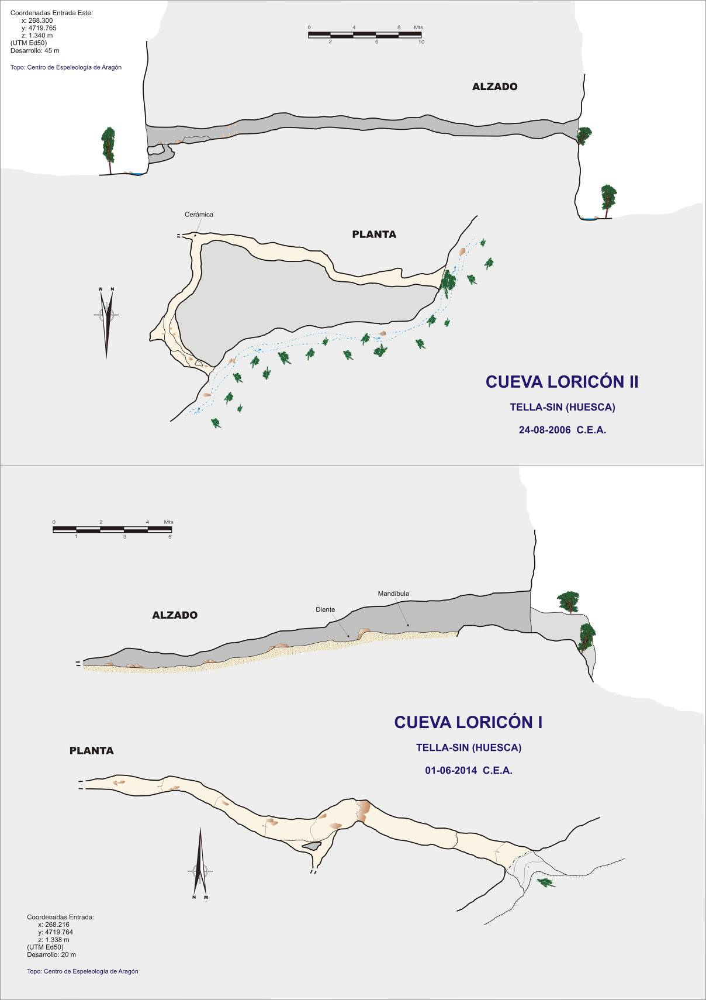 Coordenadas Entrada Este:
x: 268.300
y: 4719.765
z: 1.340 m
(UTM Ed50)
Desarrollo: 45 m
Topo: Centro de Espeleología de Aragón
0 4 8 Mts
2 6 10
ALZADO
Cerámica
PLANTA
M N
CUEVA LORICÓN II
TELLA-SIN (HUESCA)
24-08-2006 C.E.A.
0 2 4 Mts
1 3 5
Mandíbula
Diente
ALZADO
CUEVA LORICÓN I
TELLA-SIN (HUESCA)
01-06-2014 C.E.A.
PLANTA
N M
Coordenadas Entrada:
x: 268.216
y: 4719.764
z: 1.338 m
(UTM Ed50)
Desarrollo: 20 m
Topo: Centro de Espeleología de Aragón